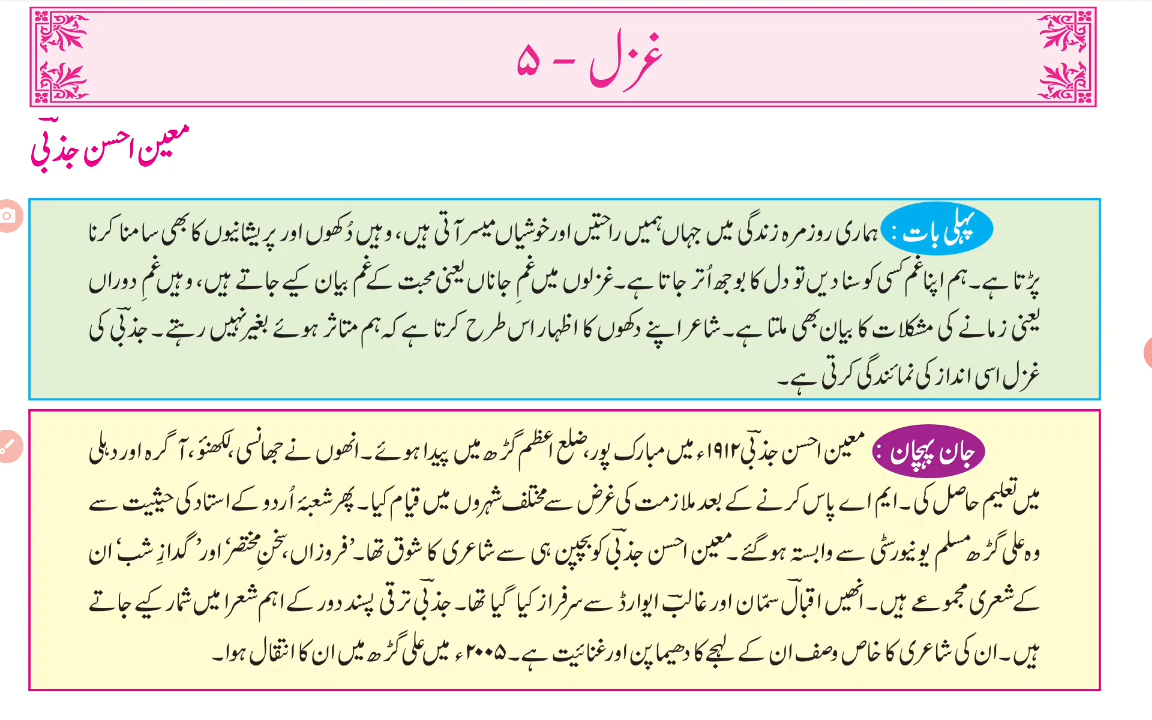 غزل - ۵
معین احسن جذبیؔ
پہلی بات : ہماری روزمرہ زندگی میں جہاں ہمیں راحتیں اور خوشیاں میسر آتی ہیں، وہیں دُکھوں اور پریشانیوں کا بھی سامنا کرنا
پڑتا ہے۔ ہم اپنا غم کسی کو سنا دیں تو دل کا بوجھ اُتر جاتا ہے۔ غزلوں میں غمِ جاناں یعنی محبت کے غم بیان کیے جاتے ہیں، وہیں غمِ دوراں
یعنی زمانے کی مشکلات کا بیان بھی ملتا ہے۔ شاعر اپنے دکھوں کا اظہار اس طرح کرتا ہے کہ ہم متاثر ہوئے بغیر نہیں رہتے۔ جذبیؔ کی
غزل اسی انداز کی نمائندگی کرتی ہے۔
جان پہچان : معین احسن جذبیؔ ۱۹۱۲ء میں مبارک پور، ضلع اعظم گڑھ میں پیدا ہوئے۔ انھوں نے جھانسی، لکھنؤ، آگرہ اور دہلی
میں تعلیم حاصل کی۔ ایم اے پاس کرنے کے بعد ملازمت کی غرض سے مختلف شہروں میں قیام کیا۔ پھر شعبۂ اُردو کے استاد کی حیثیت سے
وہ علی گڑھ مسلم یونیورسٹی سے وابستہ ہو گئے۔ معین احسن جذبیؔ کو بچپن ہی سے شاعری کا شوق تھا۔ 'فروزاں، سخنِ مختصر' اور 'گدازِ شب' ان
کے شعری مجموعے ہیں۔ انھیں اقبالؔ سمّان اور غالبؔ ایوارڈ سے سرفراز کیا گیا تھا۔ جذبیؔ ترقی پسند دور کے اہم شعرا میں شمار کیے جاتے
ہیں۔ ان کی شاعری کا خاص وصف ان کے لہجے کا دھیما پن اور غنائیت ہے۔ ۲۰۰۵ء میں علی گڑھ میں ان کا انتقال ہوا۔